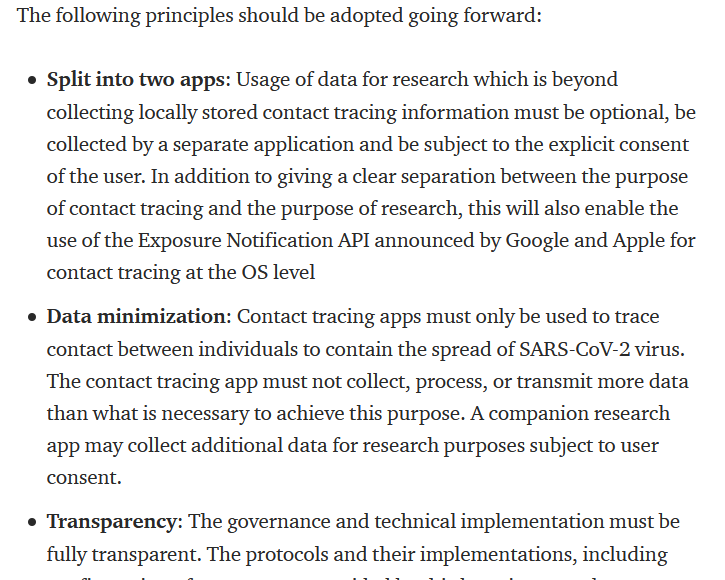 The following principles should be adopted going forward:
• Split into two apps: Usage of data for research which is beyond
collecting locally stored contact tracing information must be optional, be
collected by a separate application and be subject to the explicit consent
of the user. In addition to giving a clear separation between the purpose
of contact tracing and the purpose of research, this will also enable the
use of the Exposure Notification API announced by Google and Apple for
contact tracing at the OS level
• Data minimization: Contact tracing apps must only be used to trace
contact between individuals to contain the spread of SARS-CoV-2 virus.
The contact tracing app must not collect, process, or transmit more data
than what is necessary to achieve this purpose. A companion research
app may collect additional data for research purposes subject to user
consent.
• Transparency: The governance and technical implementation must be
fully transparent. The protocols and their implementations, including